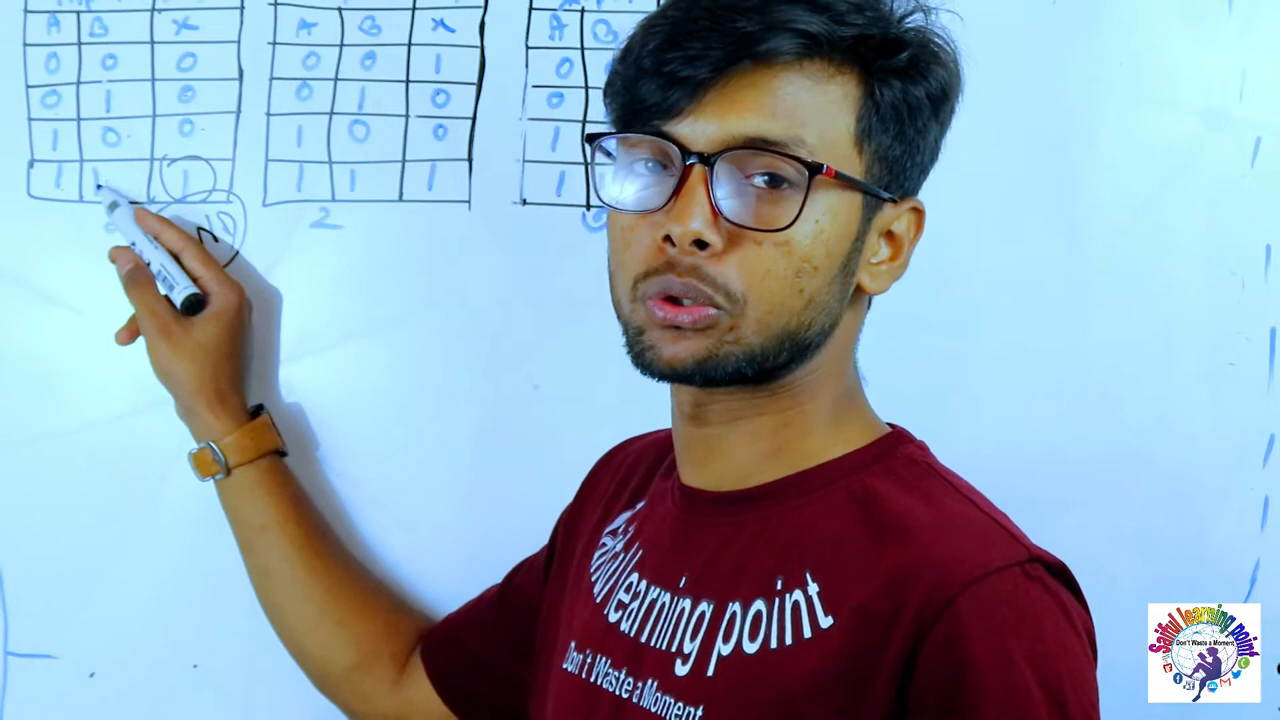 A B X
0 0 0
0 1 0
1 0 0
1 1 1
A B X
0 0 1
0 1 0
1 0 0
1 1 1
2
A B
0
0
1
1
learning point
Don't Waste a Moment
Saiful learning point
Don't Waste a Moment